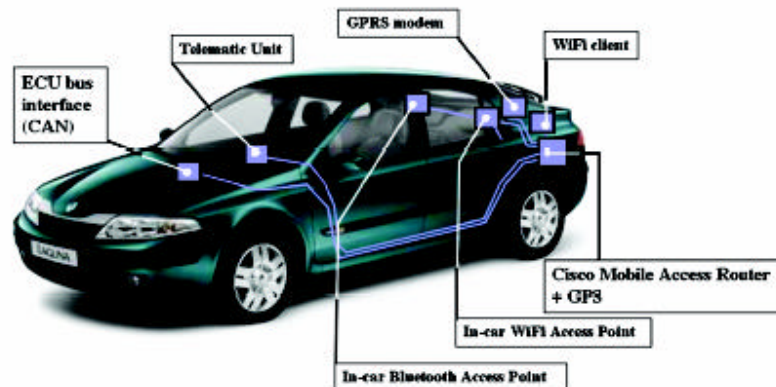 GPRS modem
Telematic Unit
WiFi client
ECU bus
interface
(CAN)
LAGUNA
Cisco Mobile Access Router
+ GPS
In-car WiFi Access Point
In-car Bluetooth Access Point